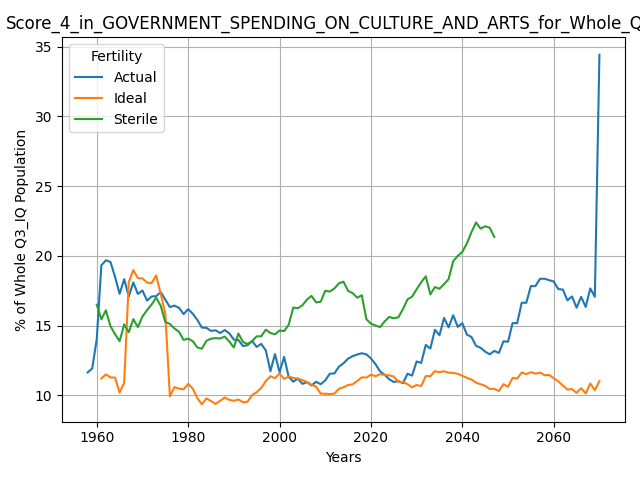 Score_4_in_GOVERNMENT_SPENDING_ON_CULTURE_AND_ARTS_for_Whole_Q
Fertility
Actual
Ideal
Sterile
% of Whole Q3_IQ Population
35
30
25
20
15
10
1960
1980
2000
2020
2040
2060
Years